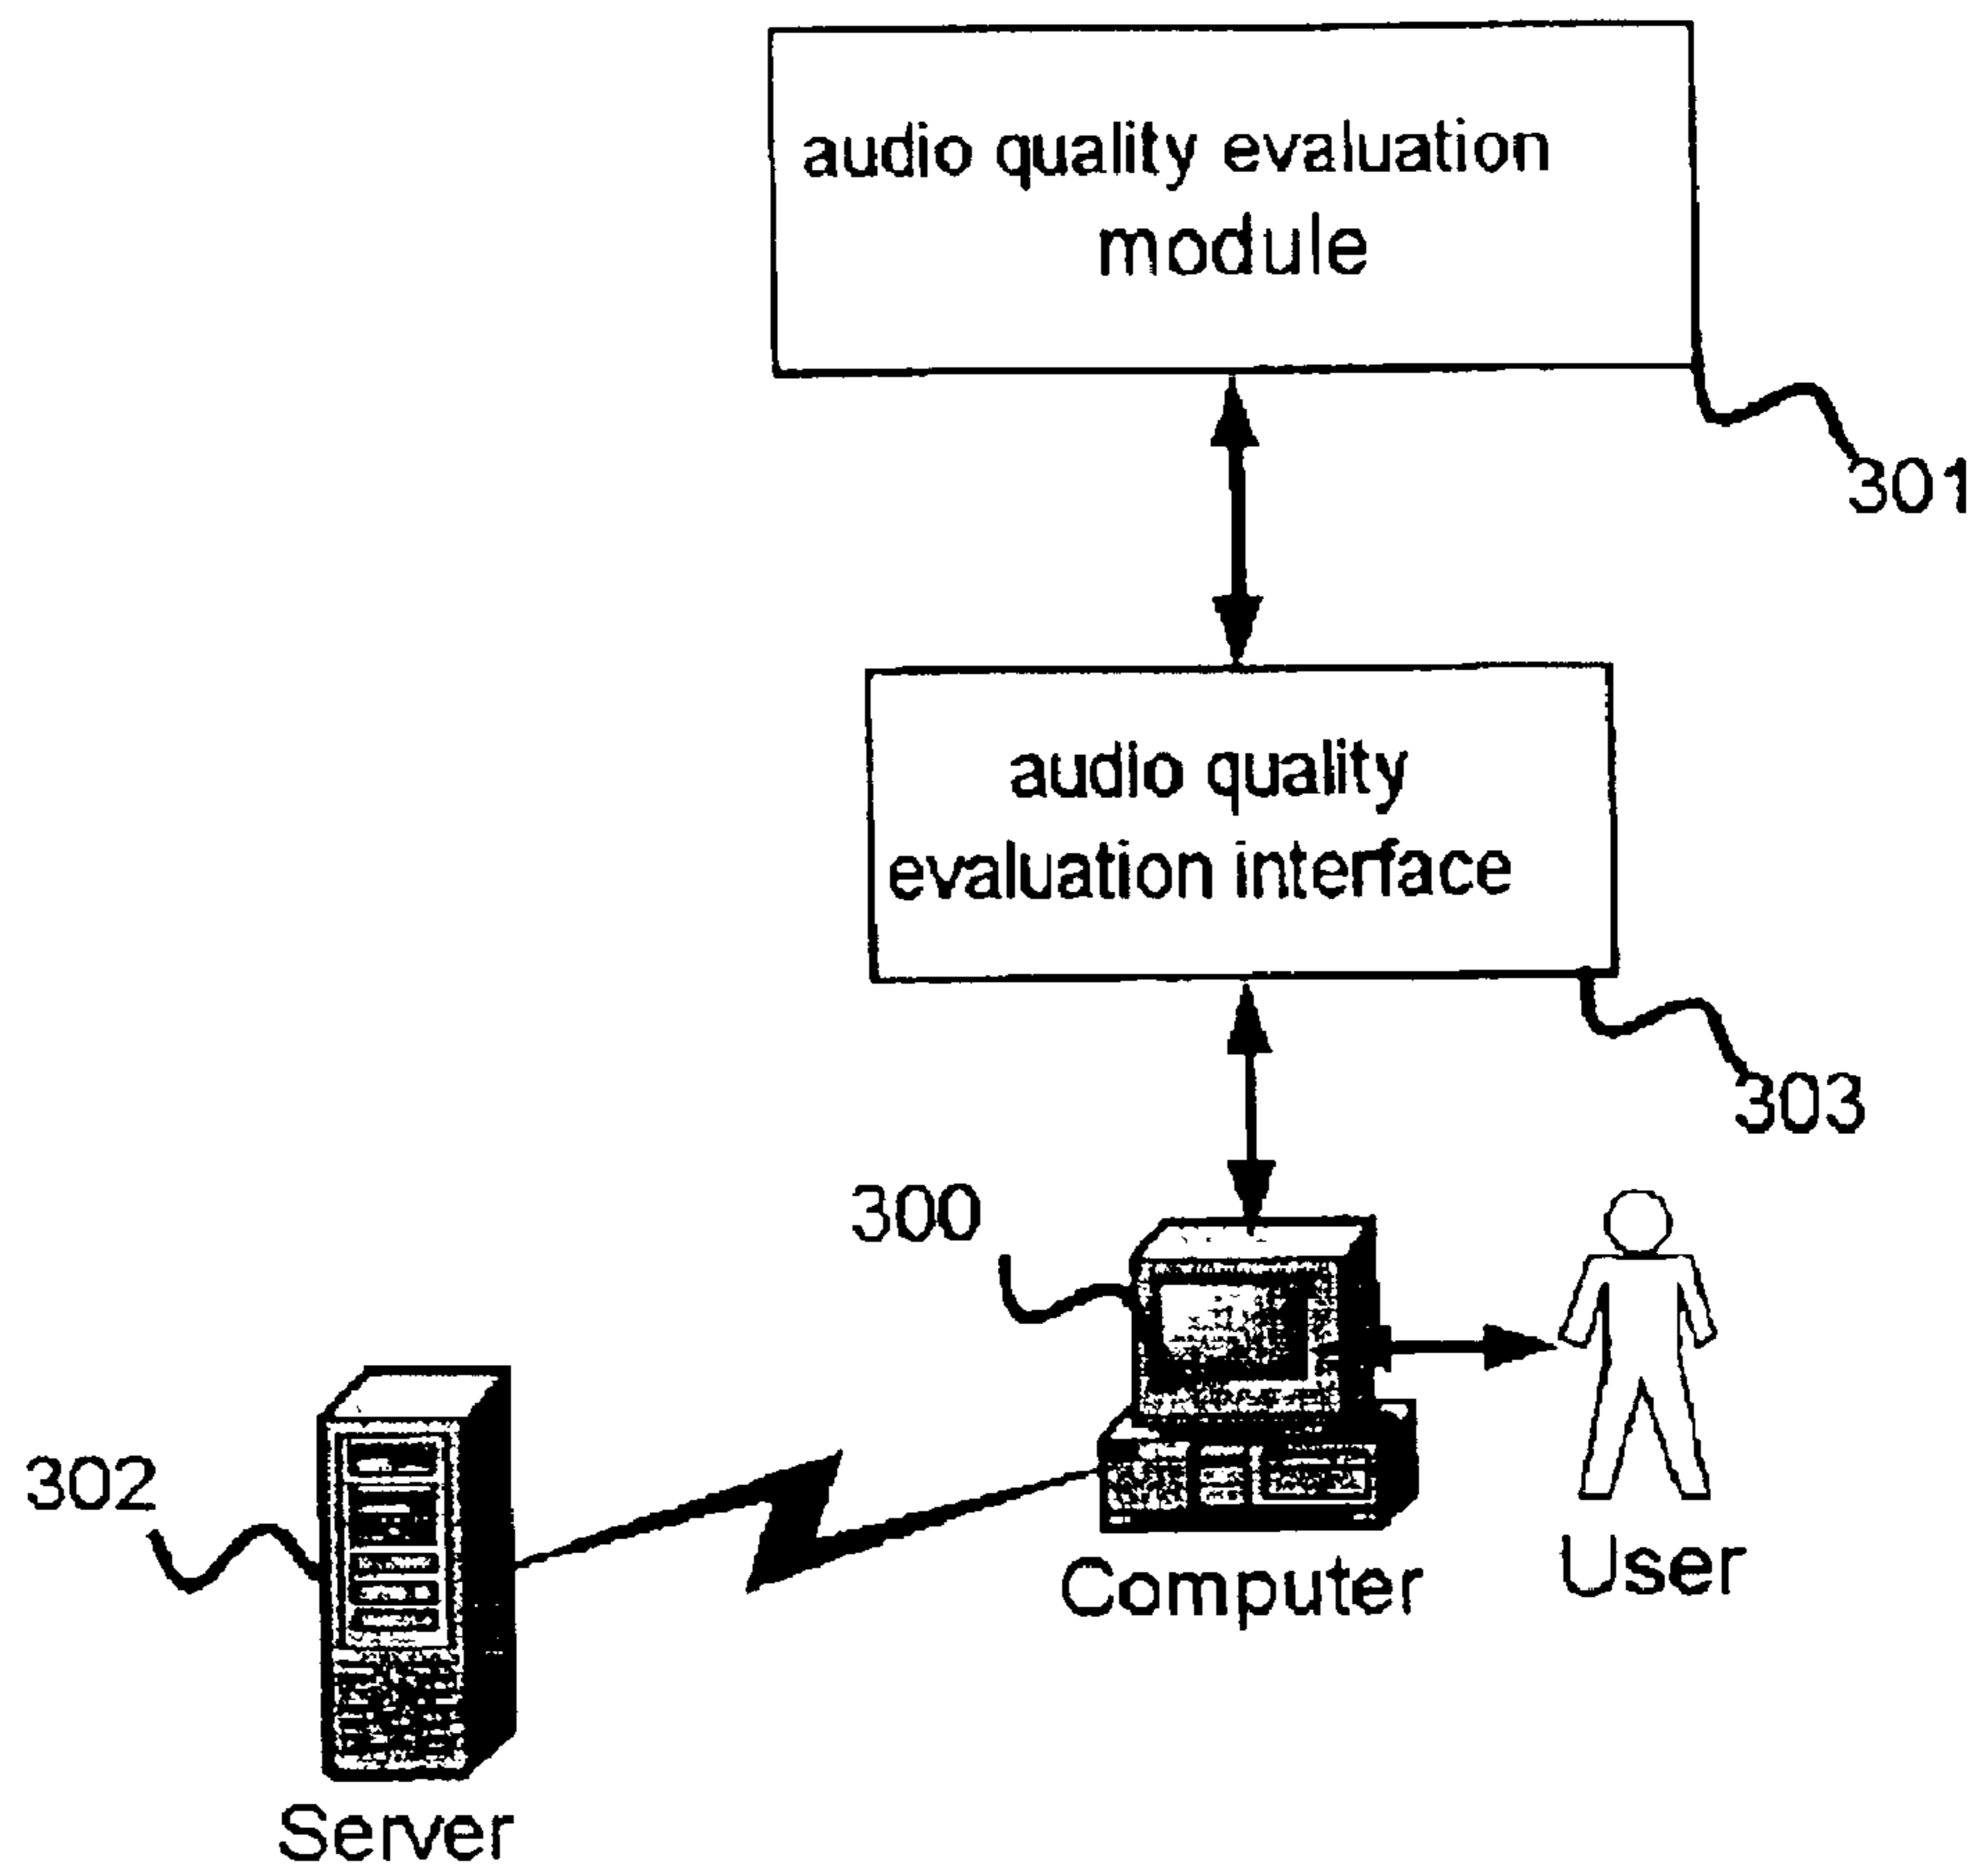 audio quality evaluation
module
301
audio quality
evaluation interface
303
300
302
Computer
User
Server